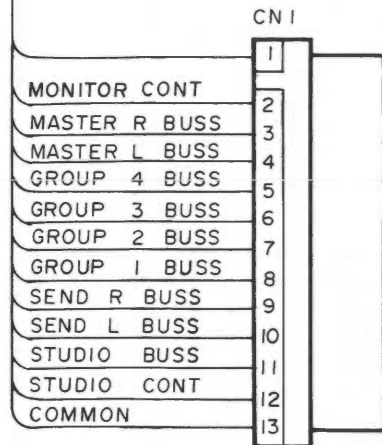 CN1
1
MONITOR CONT 2
MASTER R BUSS 3
MASTER L BUSS 4
GROUP 4 BUSS 5
GROUP 3 BUSS 6
GROUP 2 BUSS 7
GROUP 1 BUSS 8
SEND R BUSS 9
SEND L BUSS 10
STUDIO BUSS 11
STUDIO CONT 12
COMMON 13